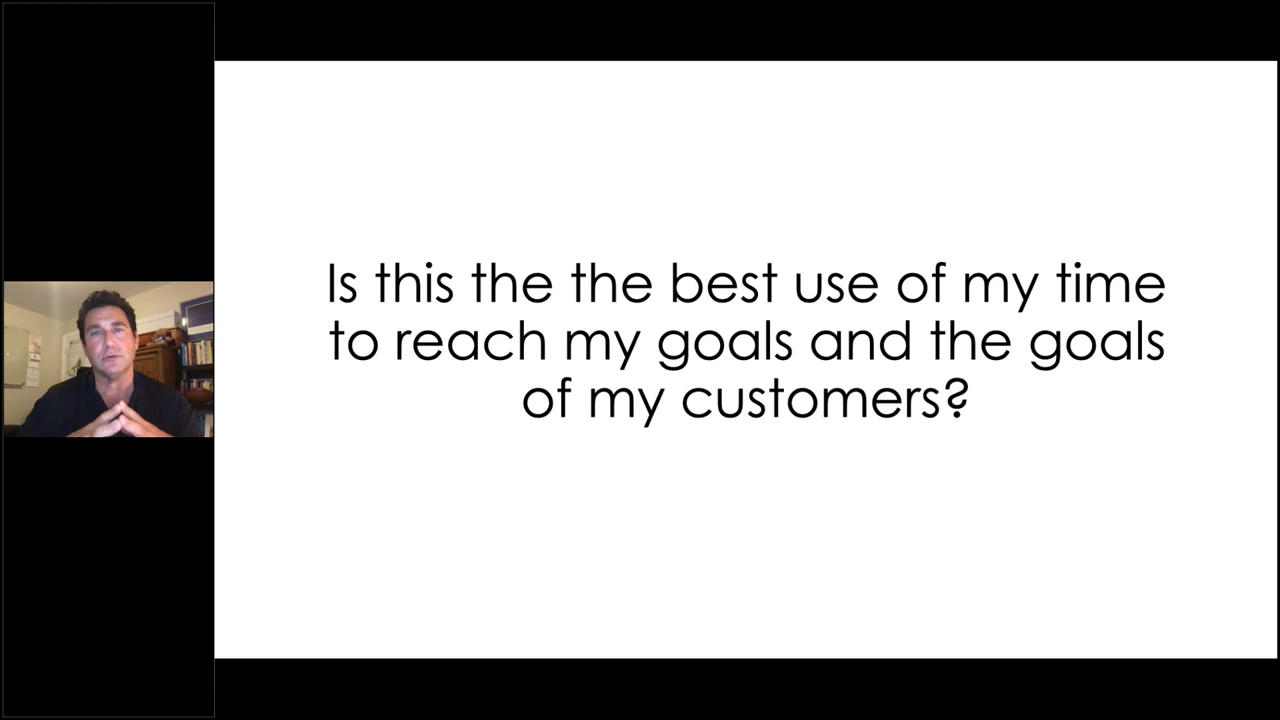 Is this the the best use of my time
to reach my goals and the goals
of my customers?